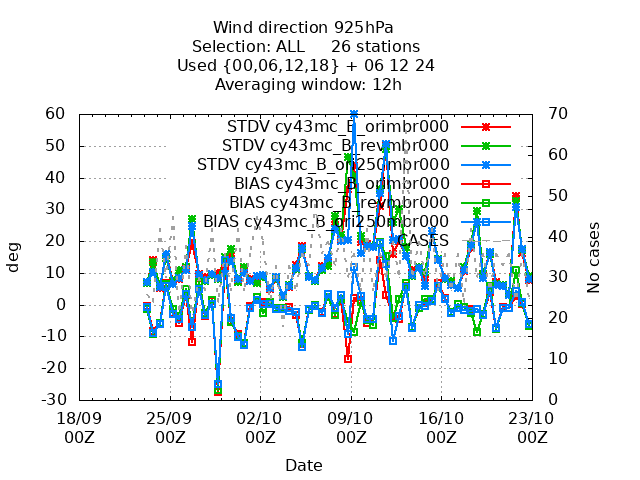 Wind direction 925hPa
Selection: ALL 26 stations
Used {00,06,12,18} + 06 12 24
Averaging window: 12h
STDV cy43mc_B_orimbr000
STDV cy43mc_B_revmbr000
STDV cy43mc_B_ori250mbr000
BIAS cy43mc_B_orimbr000
BIAS cy43mc_B_revmbr000
BIAS cy43mc_B_ori250mbr000
CASES
60
50
40
30
20
10
0
-10
-20
-30
deg
70
60
50
40
30
20
10
0
No cases
18/09 25/09 02/10 09/10 16/10 23/10
00Z 00Z 00Z 00Z 00Z 00Z
Date